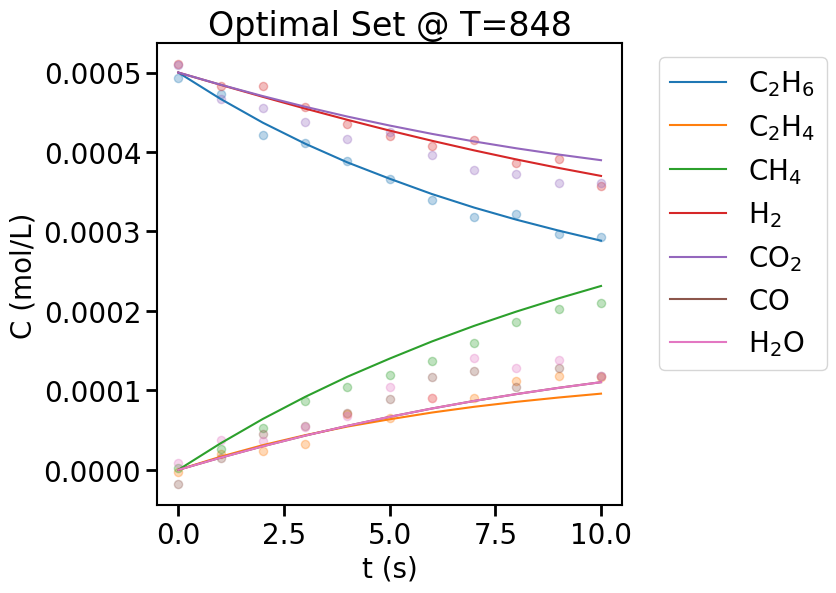 Optimal Set @ T=848
C (mol/L)
0.0005
0.0004
0.0003
0.0002
0.0001
0.0000
0.0 2.5 5.0 7.5 10.0
t (s)
C₂H₆
C₂H₄
CH₄
H₂
CO₂
CO
H₂O